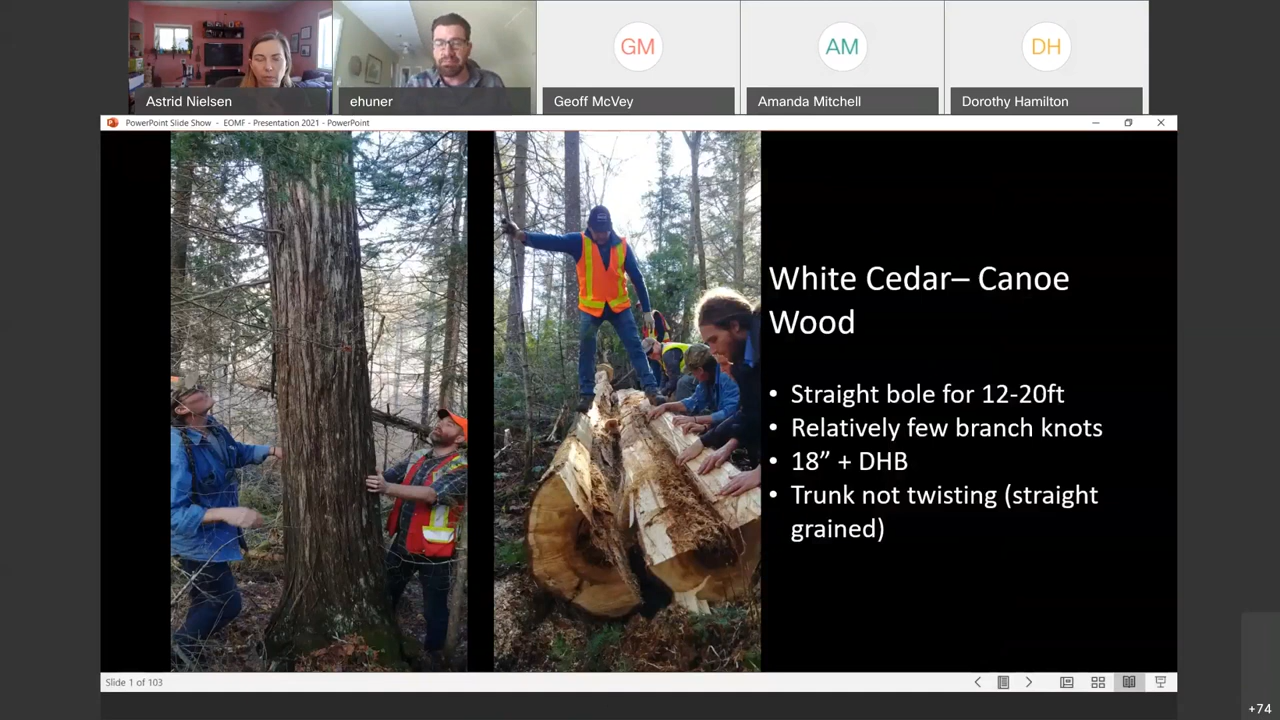 GM
AM
DH
Astrid Nielsen
ehuner
Geoff McVey
Amanda Mitchell
Dorothy Hamilton
PowerPoint Slide Show - EOMF - Presentation 2021 - PowerPoint
White Cedar– Canoe
Wood
• Straight bole for 12-20ft
• Relatively few branch knots
• 18” + DHB
• Trunk not twisting (straight
grained)
Slide 1 of 103
+74